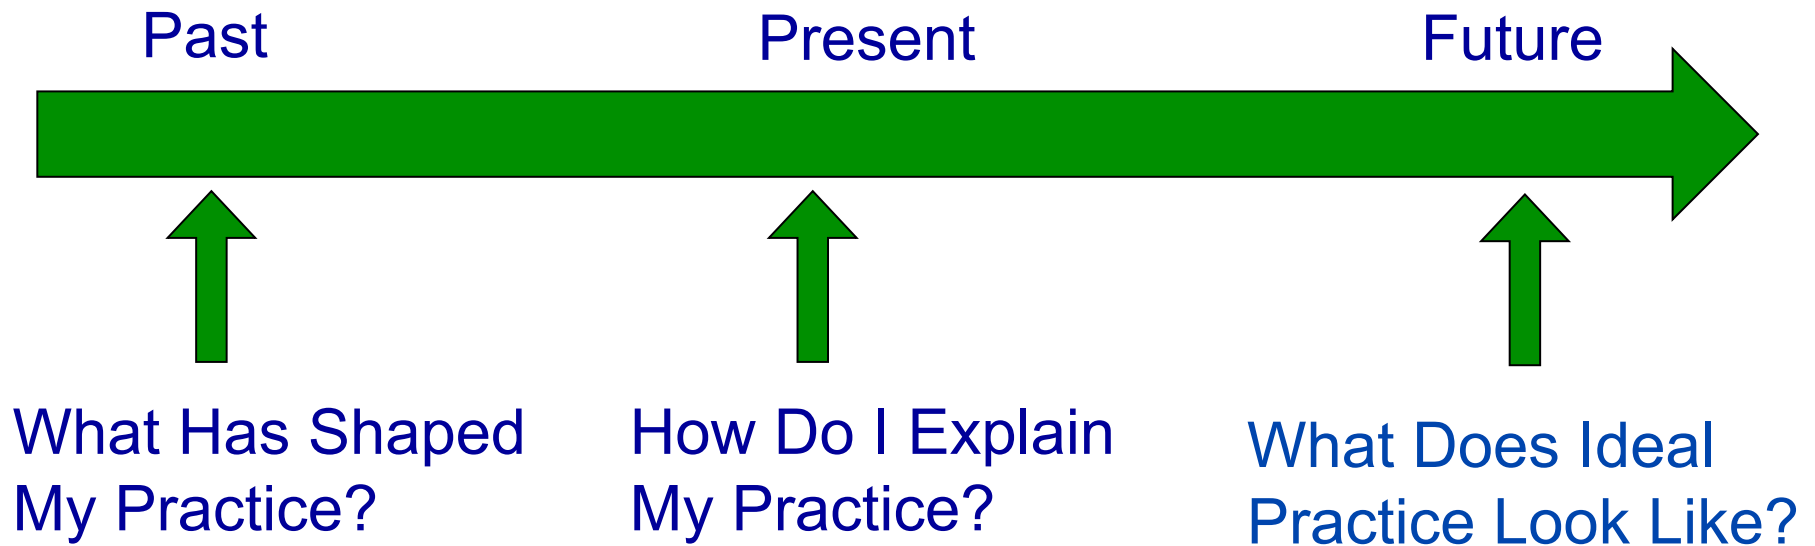 Past
Present
Future
What Has Shaped
My Practice?
How Do I Explain
My Practice?
What Does Ideal
Practice Look Like?